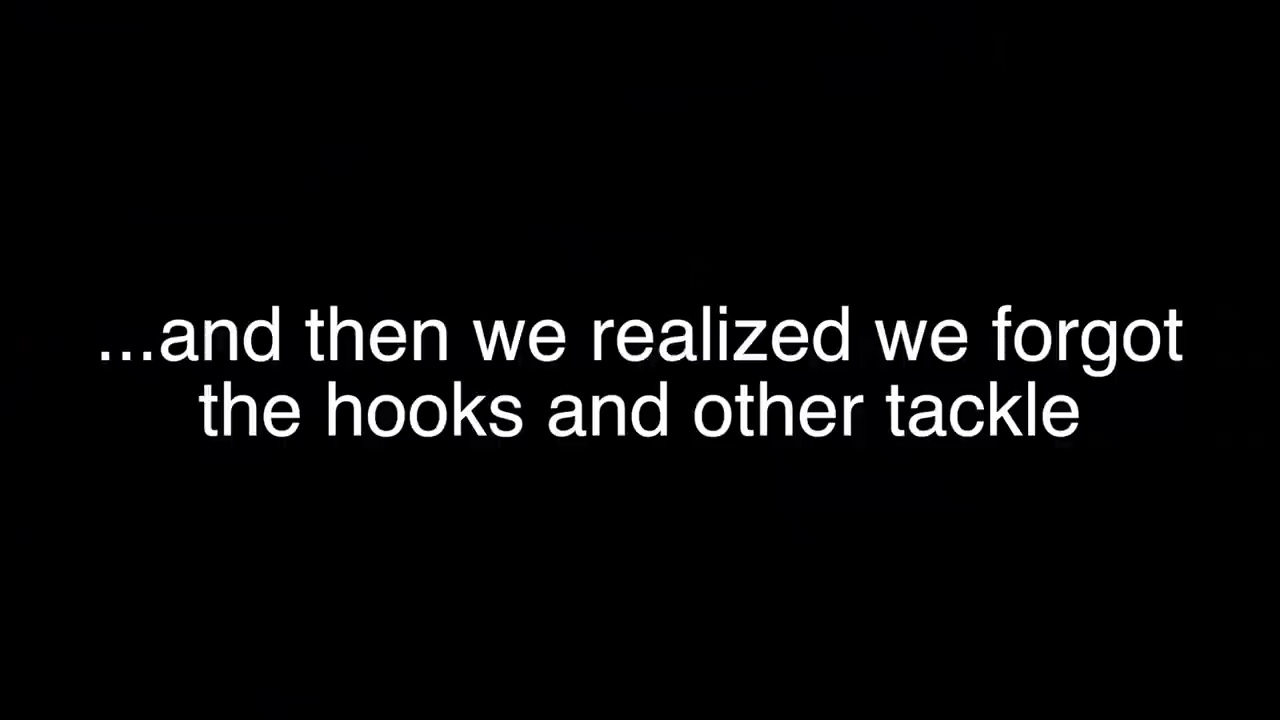 ...and then we realized we forgot
the hooks and other tackle